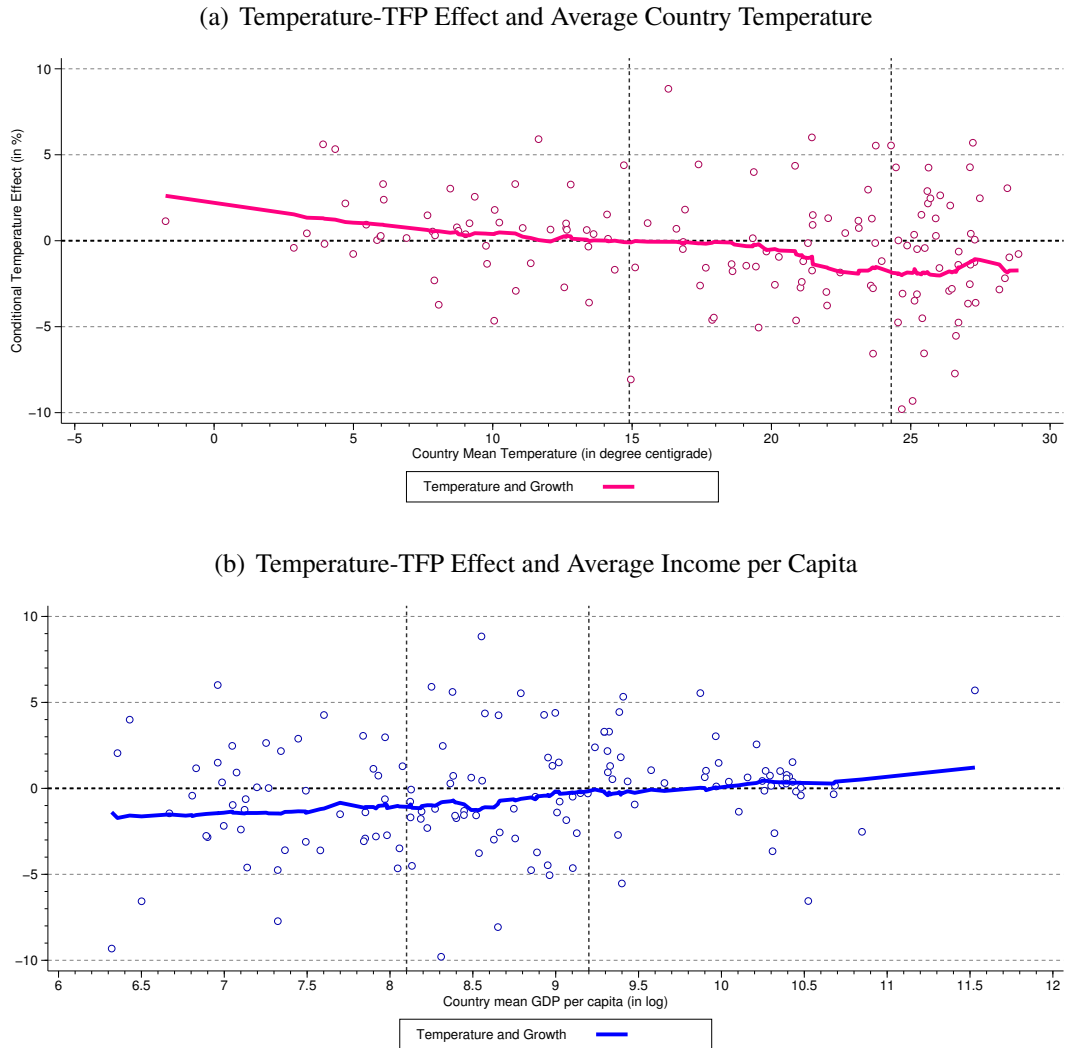 (a) Temperature-TFP Effect and Average Country Temperature
10
5
0
−5
−10
Conditional Temperature Effect (in %)
−5 0 5 10 15 20 25 30
Country Mean Temperature (in degree centigrade)
Temperature and Growth
(b) Temperature-TFP Effect and Average Income per Capita
10
5
0
−5
−10
6 6.5 7 7.5 8 8.5 9 9.5 10 10.5 11 11.5 12
Country mean GDP per capita (in log)
Temperature and Growth